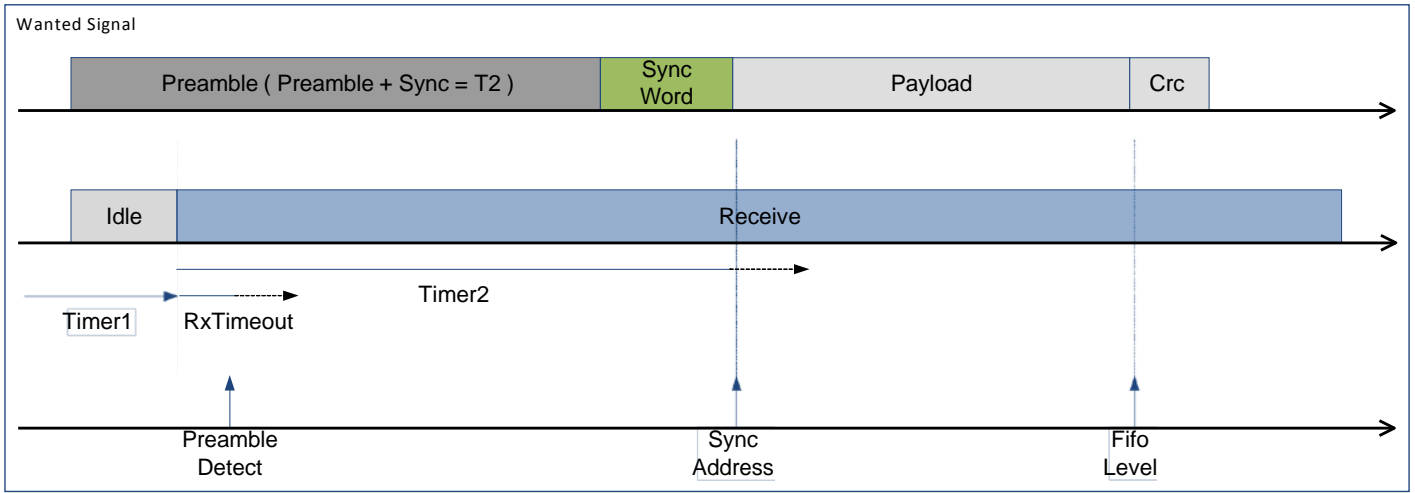 Wanted Signal
Preamble ( Preamble + Sync = T2 )
Sync
Word
Payload
Crc
Idle
Receive
Timer2
Timer1
RxTimeout
Preamble
Detect
Sync
Address
Fifo
Level